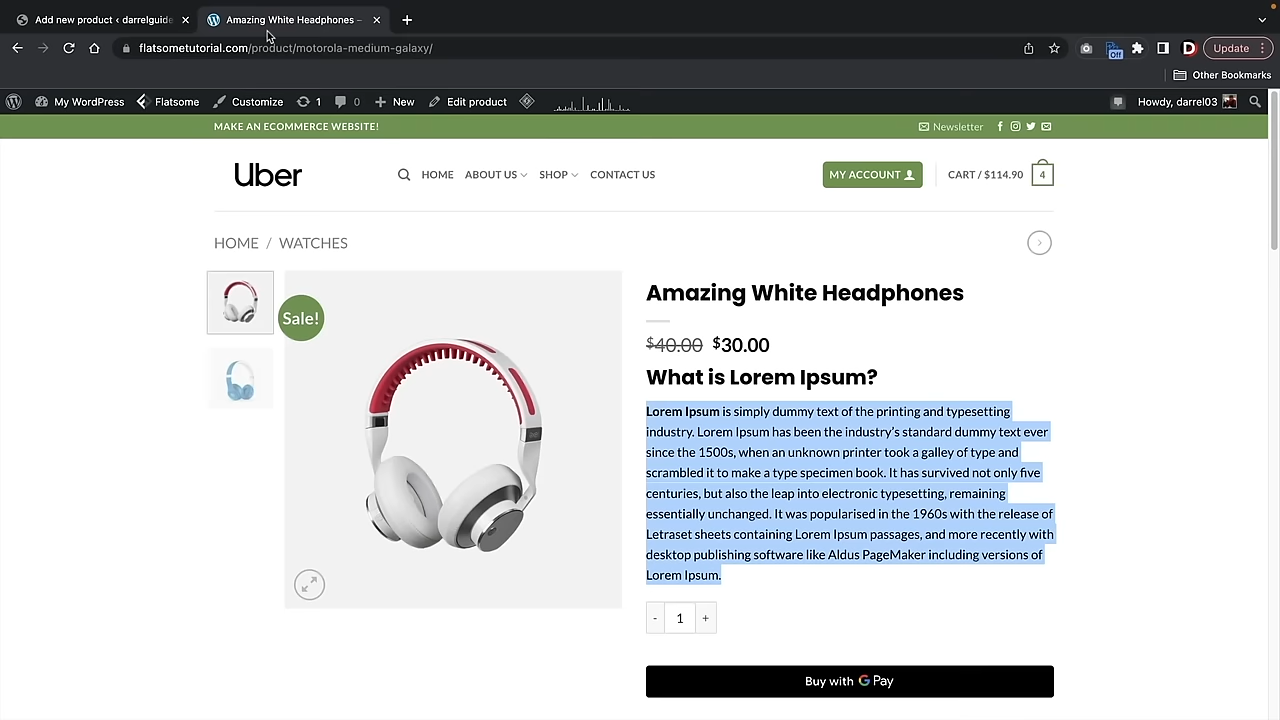 Add new product ‹ darrelguide
Amazing White Headphones –
flatsometutorial.com/product/motorola-medium-galaxy/
Off
D
Update
Other Bookmarks
My WordPress
Flatsome
Customize
1
0
New
Edit product
Howdy, darrel03
MAKE AN ECOMMERCE WEBSITE!
Newsletter
Uber
HOME
ABOUT US
SHOP
CONTACT US
MY ACCOUNT
CART / $114.90
4
HOME / WATCHES
Sale!
Amazing White Headphones
$40.00 $30.00
What is Lorem Ipsum?
Lorem Ipsum is simply dummy text of the printing and typesetting
industry. Lorem Ipsum has been the industry’s standard dummy text ever
since the 1500s, when an unknown printer took a galley of type and
scrambled it to make a type specimen book. It has survived not only five
centuries, but also the leap into electronic typesetting, remaining
essentially unchanged. It was popularised in the 1960s with the release of
Letraset sheets containing Lorem Ipsum passages, and more recently with
desktop publishing software like Aldus PageMaker including versions of
Lorem Ipsum.
- 1 +
Buy with G Pay